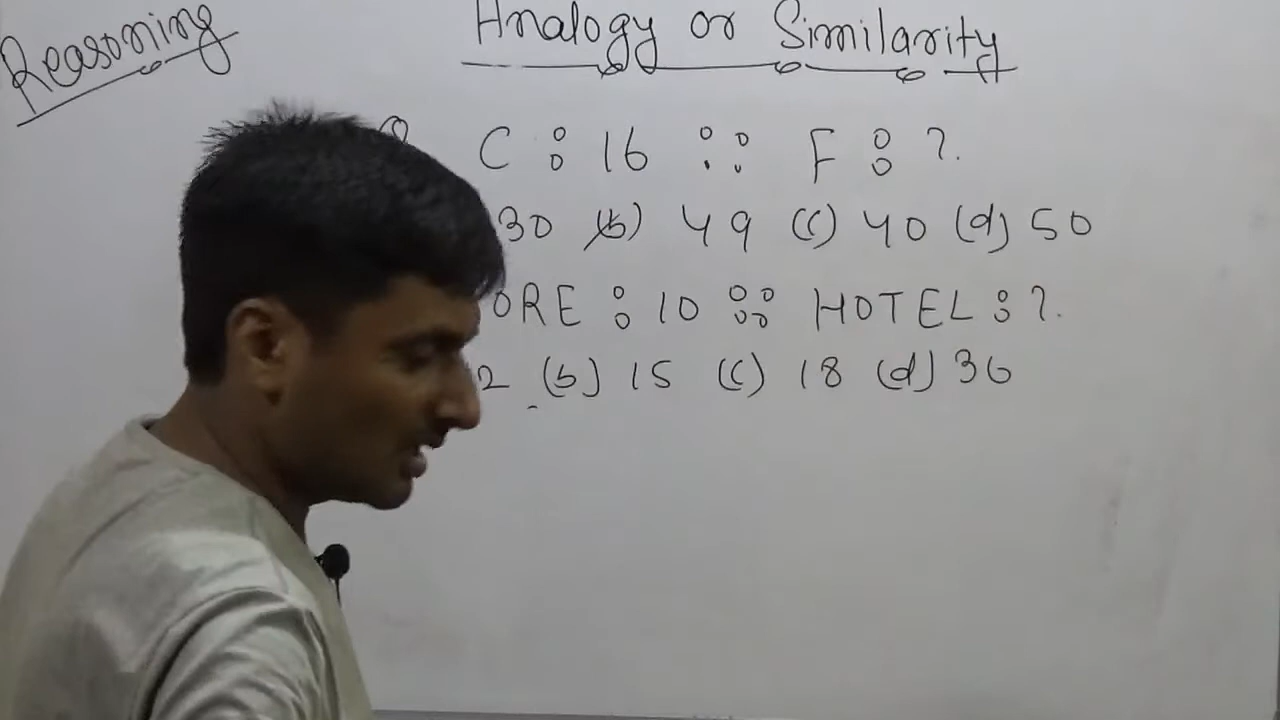 Reasoning
Analogy or Similarity
C : 16 :: F : ?.
30 (b) 49 (c) 40 (d) 50
ORE : 10 :: HOTEL : ?.
2 (b) 15 (c) 18 (d) 36